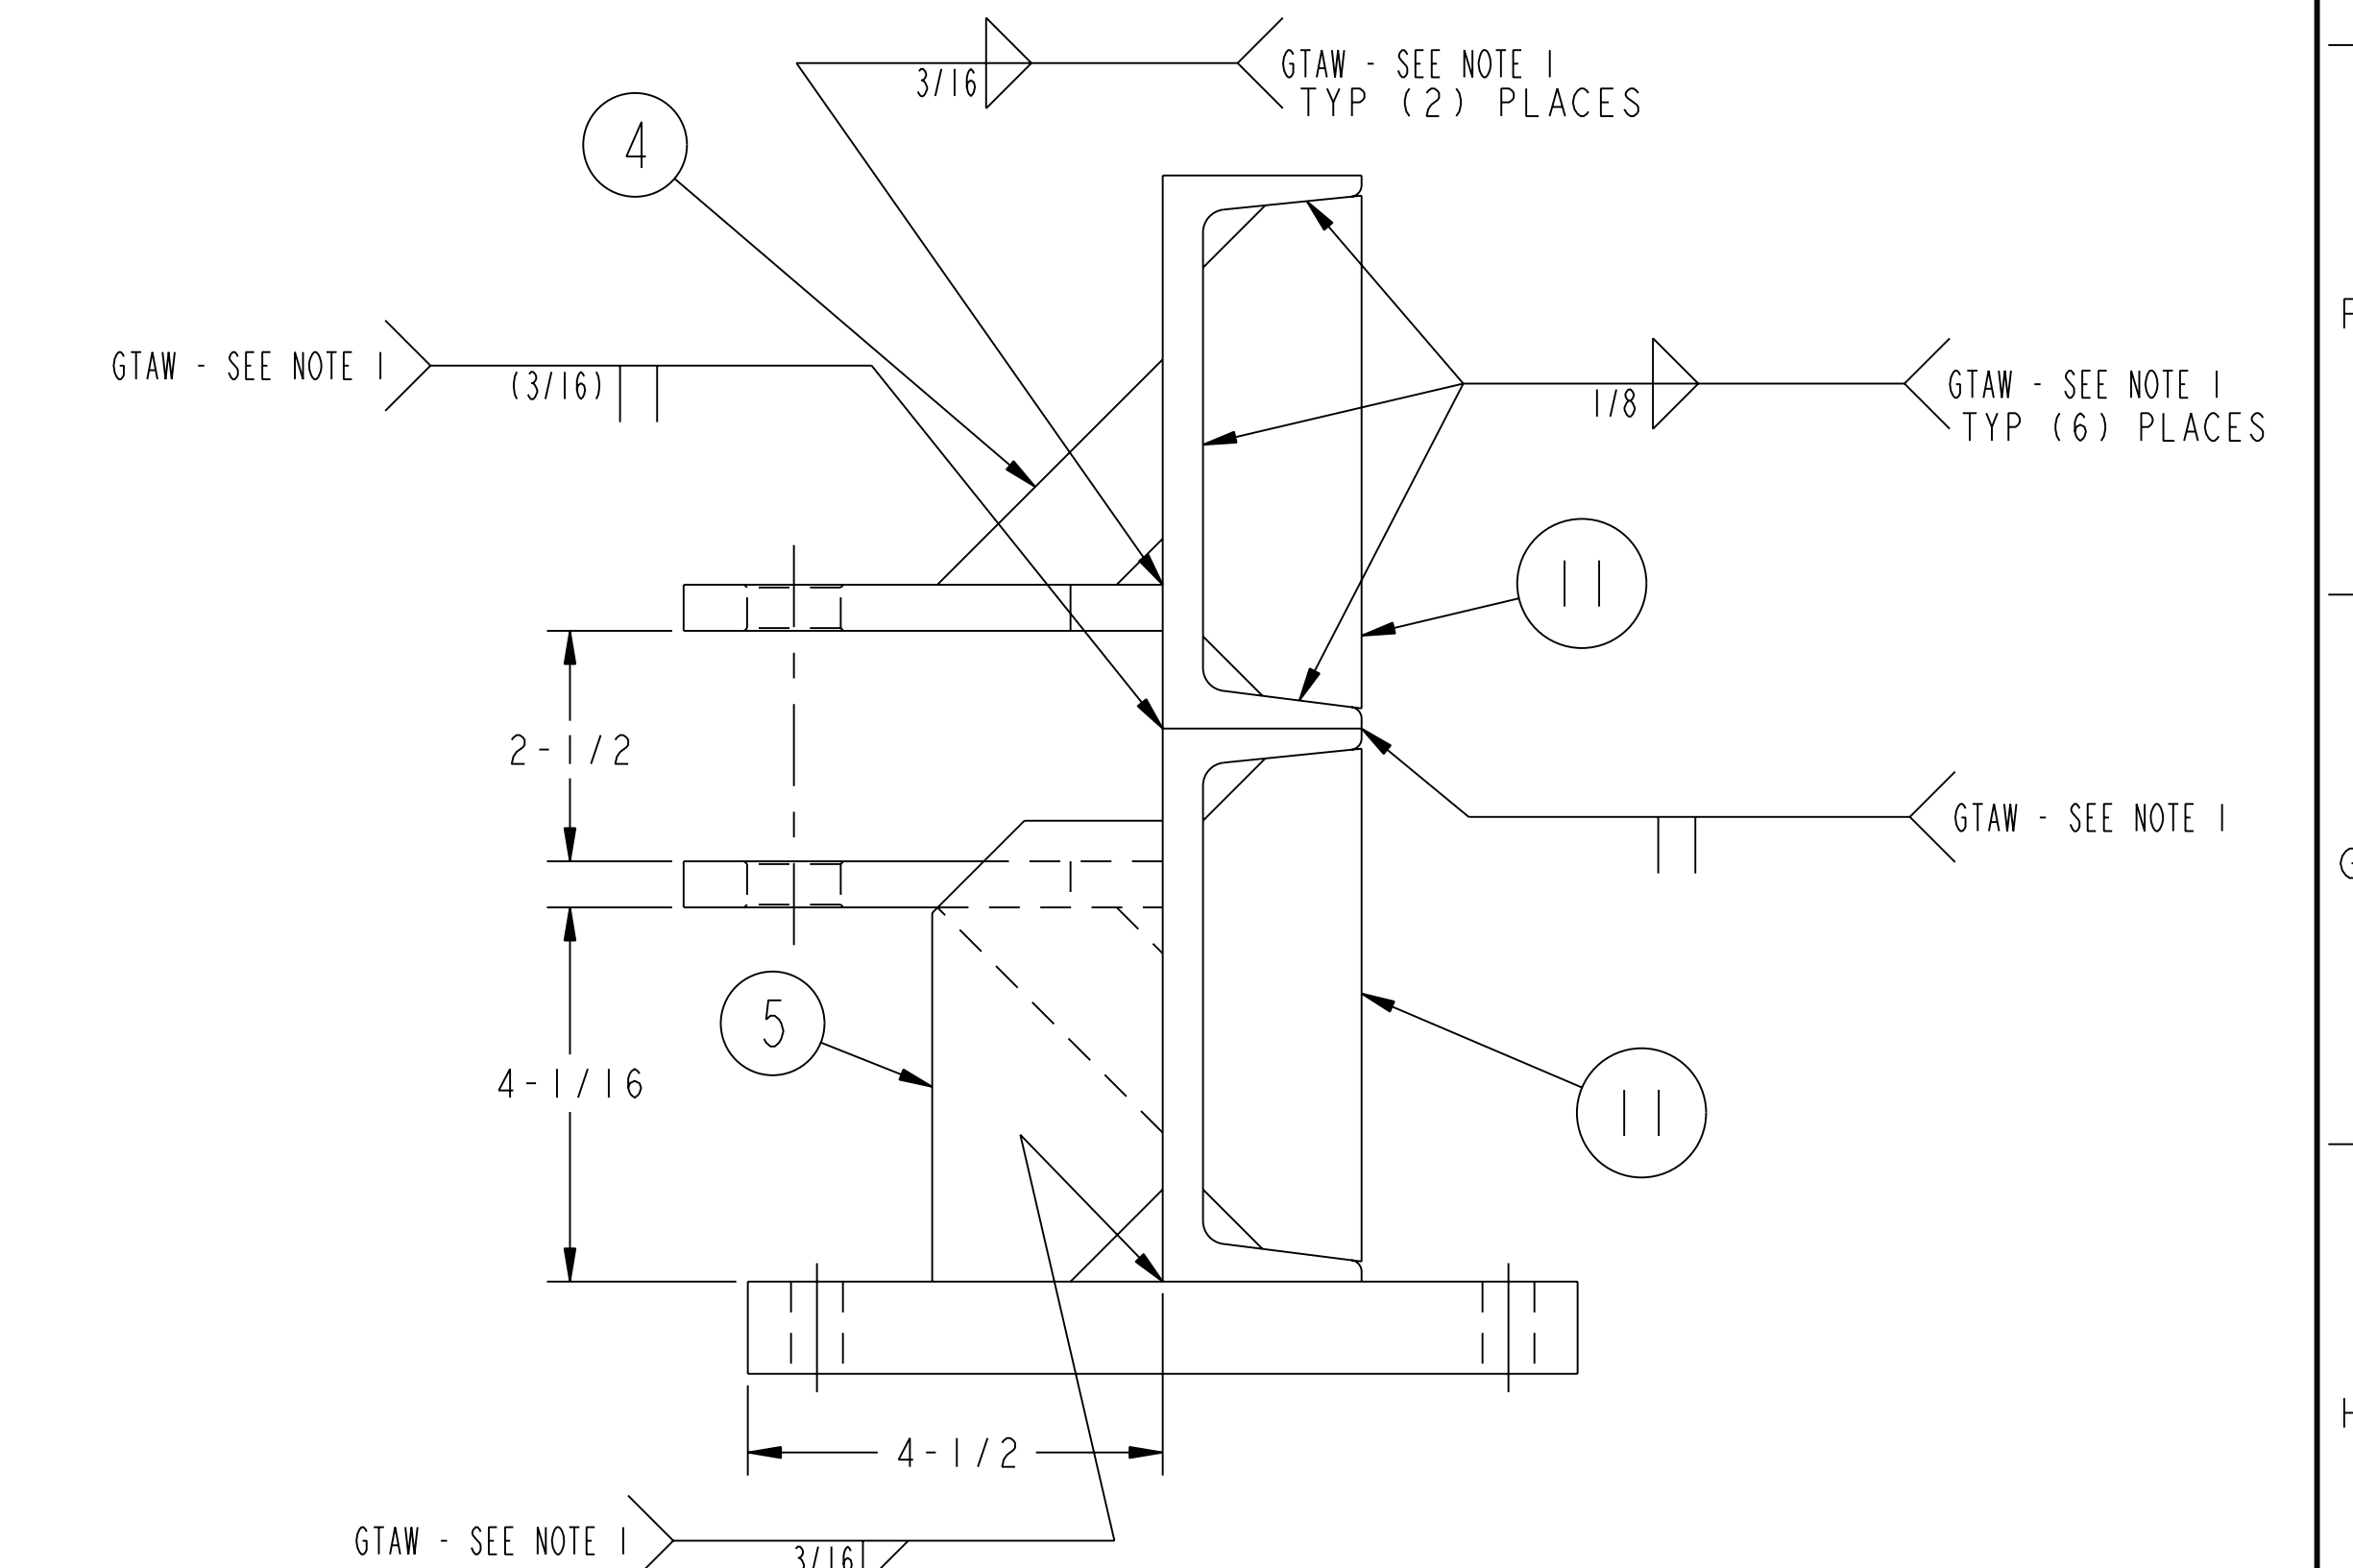 GTAW - SEE NOTE 1
3/16
TYP (2) PLACES
4
GTAW - SEE NOTE 1
(3/16)
GTAW - SEE NOTE 1
1/8
TYP (6) PLACES
11
2-1/2
GTAW - SEE NOTE 1
5
4-1/16
11
4-1/2
GTAW - SEE NOTE 1
3/16
H